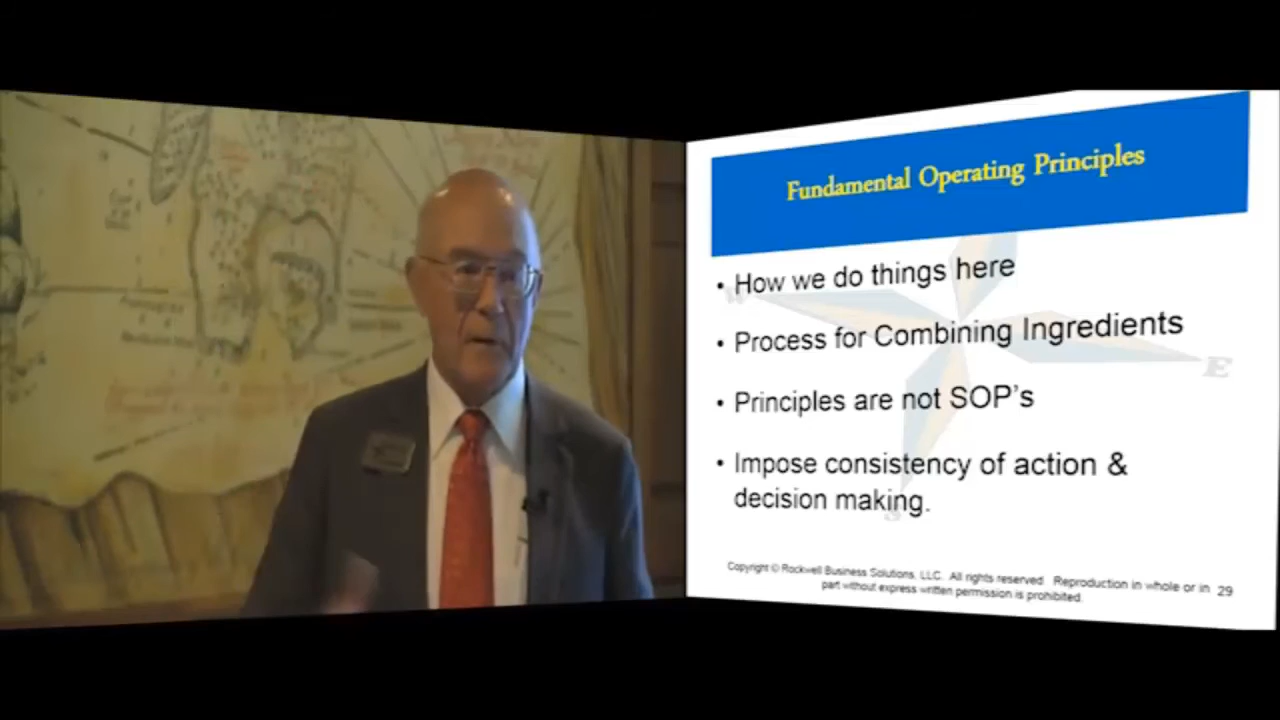 Fundamental Operating Principles
• How we do things here
• Process for Combining Ingredients
• Principles are not SOP's
• Impose consistency of action &
decision making.
E
Copyright © Rockwell Business Solutions, LLC. All rights reserved Reproduction in whole or in
part without express written permission is prohibited.
29